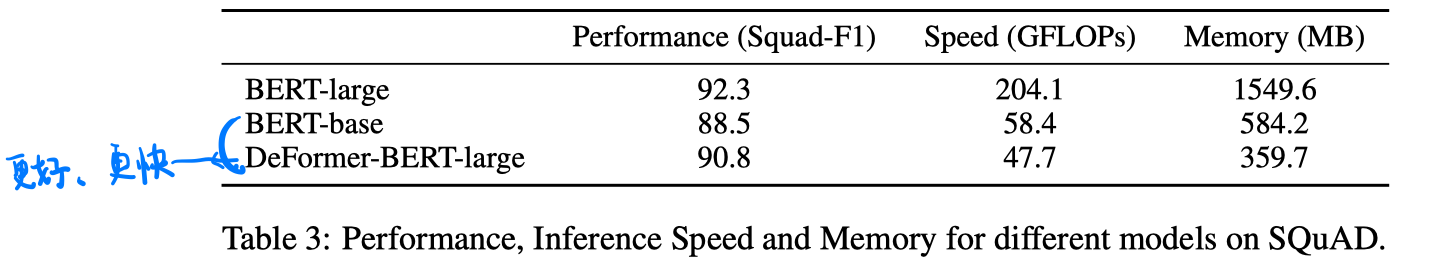 Performance (Squad-F1) Speed (GFLOPs) Memory (MB)
BERT-large 92.3 204.1 1549.6
BERT-base 88.5 58.4 584.2
DeFormer-BERT-large 90.8 47.7 359.7
更好、更快
Table 3: Performance, Inference Speed and Memory for different models on SQuAD.